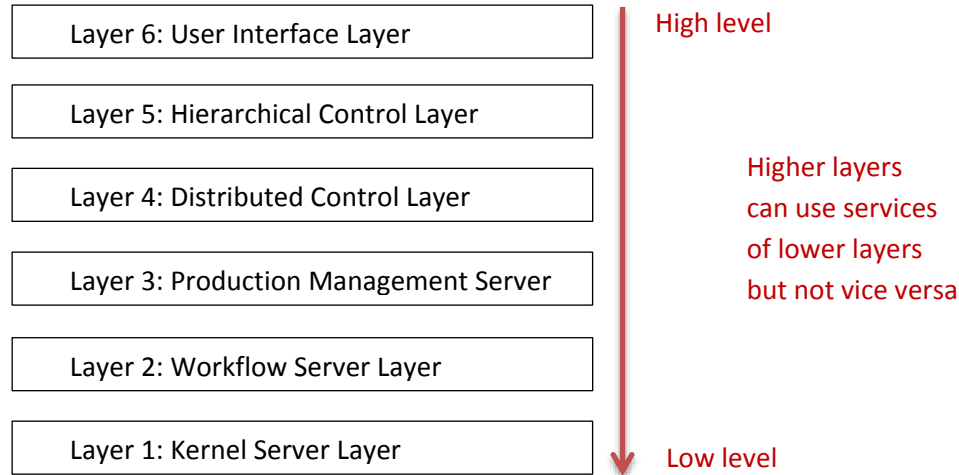 Layer 6: User Interface Layer
High level
Layer 5: Hierarchical Control Layer
Layer 4: Distributed Control Layer
Higher layers
can use services
of lower layers
but not vice versa
Layer 3: Production Management Server
Layer 2: Workflow Server Layer
Layer 1: Kernel Server Layer
Low level